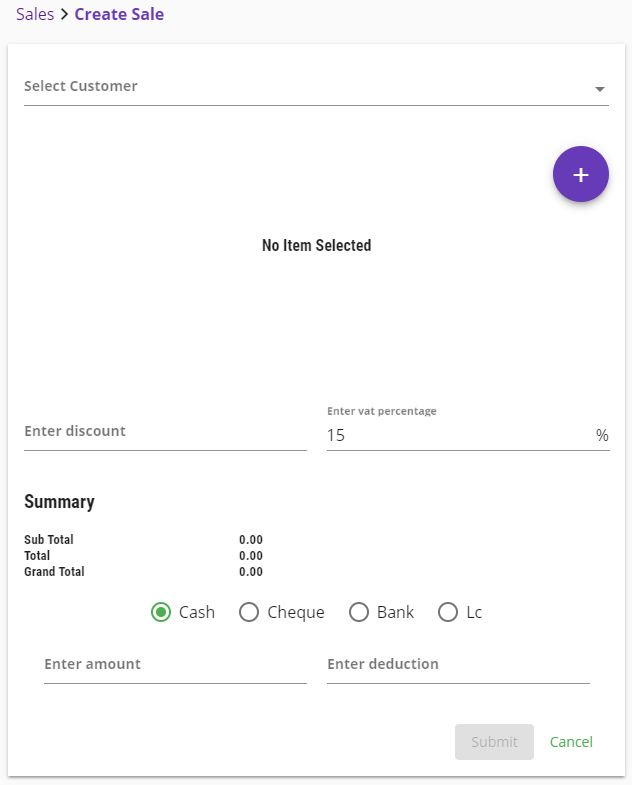 Sales > Create Sale
Select Customer
+
No Item Selected
Enter discount
Enter vat percentage
15 %
Summary
Sub Total 0.00
Total 0.00
Grand Total 0.00
Cash Cheque Bank Lc
Enter amount Enter deduction
Submit Cancel